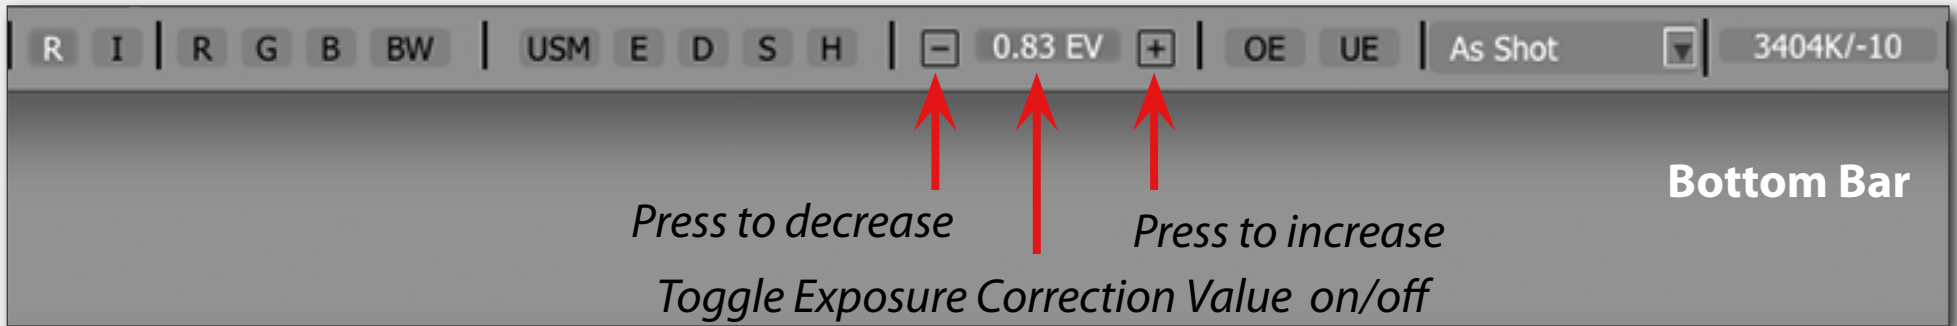 R I R G B BW USM E D S H − 0.83 EV + OE UE As Shot 3404K/-10
Bottom Bar
Press to decrease Press to increase
Toggle Exposure Correction Value on/off